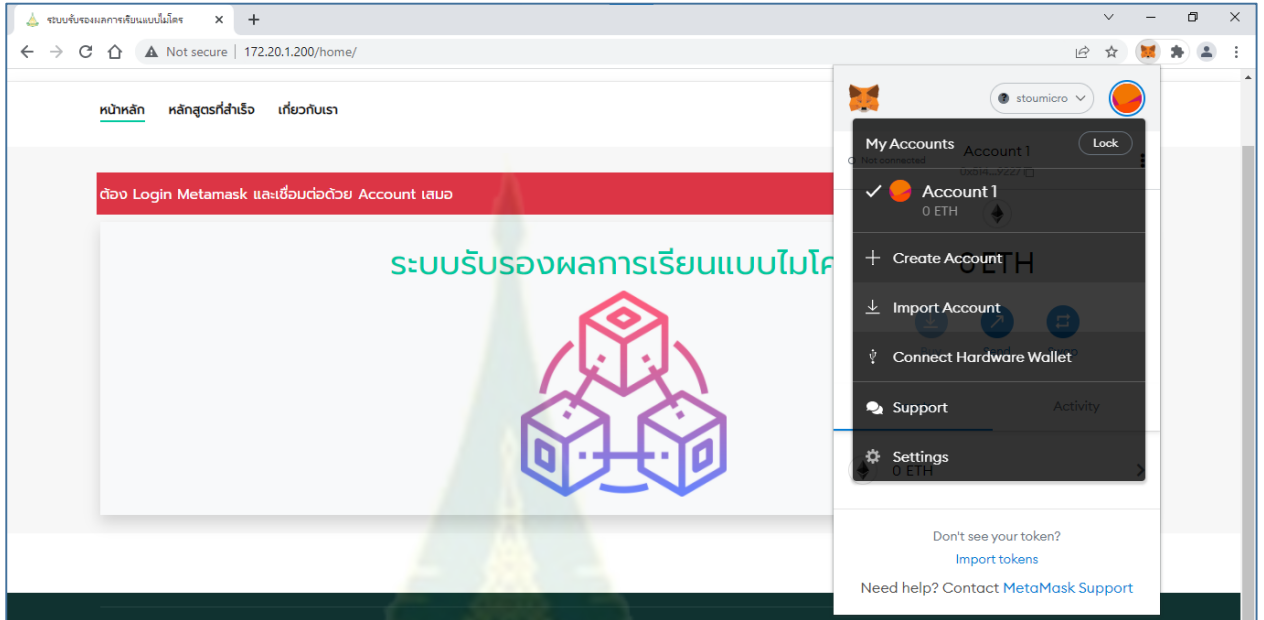 ระบบรับรองผลการเรียนแบบไมโคร
Not secure
172.20.1.200/home/
หน้าหลัก
หลักสูตรที่สำเร็จ
เกี่ยวกับเรา
ต้อง Login Metamask และเชื่อมต่อด้วย Account เสมอ
ระบบรับรองผลการเรียนแบบไมโค
stoumicro
My Accounts
Lock
Not connected
Account 1
Account 1
0 ETH
Create Account
ETH
Import Account
Connect Hardware Wallet
Support
Activity
Settings
0 ETH
Don't see your token?
Import tokens
Need help? Contact MetaMask Support